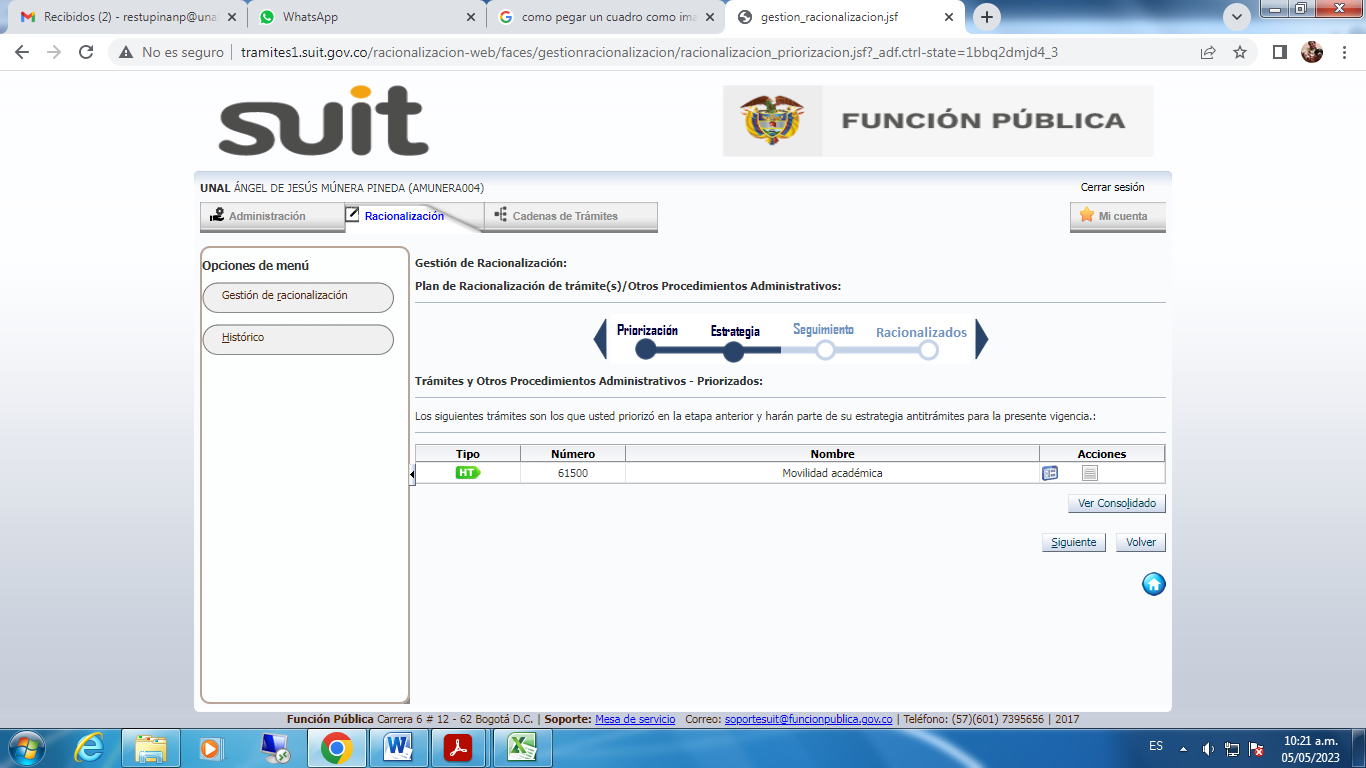 Recibidos (2) - restupinanp@una
WhatsApp
como pegar un cuadro como ima
gestion_racionalizacion.jsf
No es seguro
tramites1.suit.gov.co/racionalizacion-web/faces/gestionracionalizacion/racionalizacion_priorizacion.jsf?_adf.ctrl-state=1bbq2dmjd4_3
suit
FUNCIÓN PÚBLICA
UNAL ÁNGEL DE JESÚS MÚNERA PINEDA (AMUNERA004)
Cerrar sesión
Administración
Racionalización
Cadenas de Trámites
Mi cuenta
Opciones de menú
Gestión de racionalización
Histórico
Gestión de Racionalización:
Plan de Racionalización de trámite(s)/Otros Procedimientos Administrativos:
Priorización
Estrategia
Seguimiento
Racionalizados
Trámites y Otros Procedimientos Administrativos - Priorizados:
Los siguientes trámites son los que usted priorizó en la etapa anterior y harán parte de su estrategia antitrámites para la presente vigencia.:
Tipo Número Nombre Acciones
HT 61500 Movilidad académica
Ver Consolidado
Siguiente
Volver
Función Pública Carrera 6 # 12 - 62 Bogotá D.C. | Soporte: Mesa de servicio Correo: soportesuit@funcionpublica.gov.co | Teléfono: (57)(601) 7395656 | 2017
ES
10:21 a.m.
05/05/2023